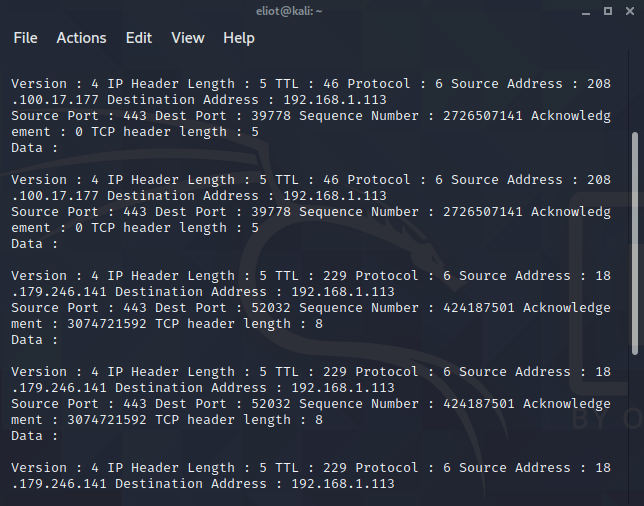 eliot@kali: ~
File Actions Edit View Help
Version : 4 IP Header Length : 5 TTL : 46 Protocol : 6 Source Address : 208
.100.17.177 Destination Address : 192.168.1.113
Source Port : 443 Dest Port : 39778 Sequence Number : 2726507141 Acknowledg
ement : 0 TCP header length : 5
Data :
Version : 4 IP Header Length : 5 TTL : 46 Protocol : 6 Source Address : 208
.100.17.177 Destination Address : 192.168.1.113
Source Port : 443 Dest Port : 39778 Sequence Number : 2726507141 Acknowledg
ement : 0 TCP header length : 5
Data :
Version : 4 IP Header Length : 5 TTL : 229 Protocol : 6 Source Address : 18
.179.246.141 Destination Address : 192.168.1.113
Source Port : 443 Dest Port : 52032 Sequence Number : 424187501 Acknowledge
ment : 3074721592 TCP header length : 8
Data :
Version : 4 IP Header Length : 5 TTL : 229 Protocol : 6 Source Address : 18
.179.246.141 Destination Address : 192.168.1.113
Source Port : 443 Dest Port : 52032 Sequence Number : 424187501 Acknowledge
ment : 3074721592 TCP header length : 8
BY O
Data :
Version : 4 IP Header Length : 5 TTL : 229 Protocol : 6 Source Address : 18
.179.246.141 Destination Address : 192.168.1.113